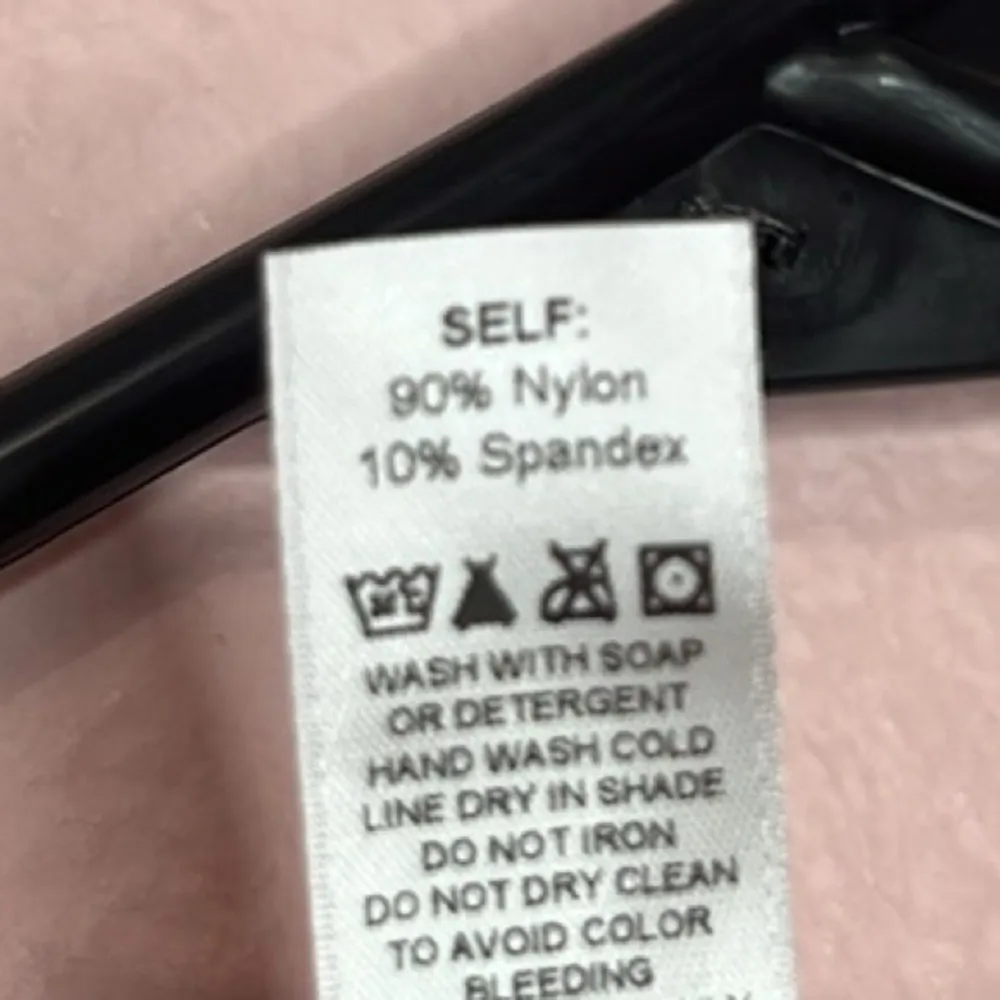 SELF:
90% Nylon
10% Spandex
WASH WITH SOAP
OR DETERGENT
HAND WASH COLD
LINE DRY IN SHADE
DO NOT IRON
DO NOT DRY CLEAN
TO AVOID COLOR
BLEEDING